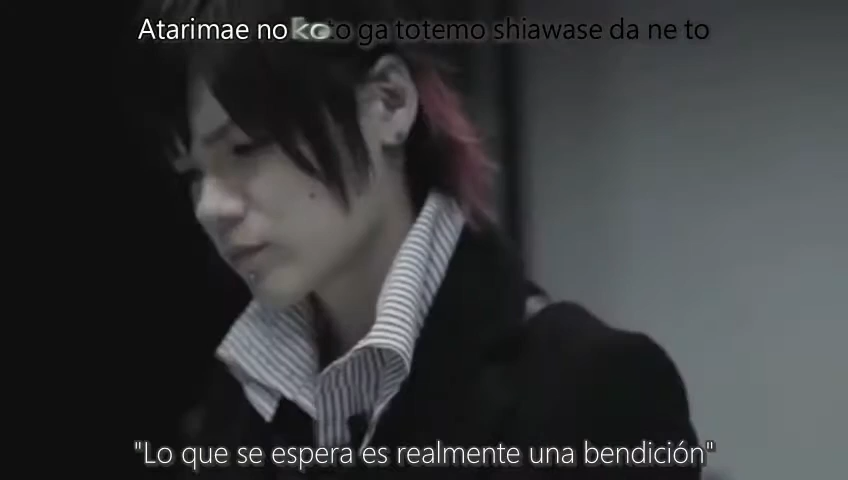 Atarimae no koto ga totemo shiawase da ne to
"Lo que se espera es realmente una bendición"